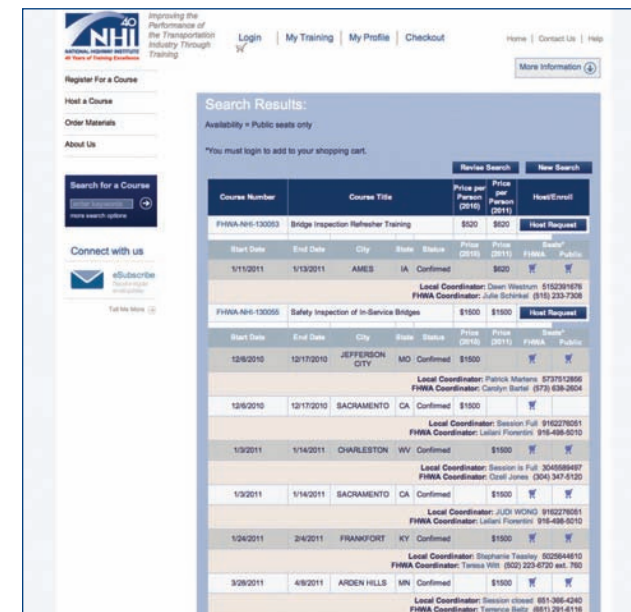 40
NHI
NATIONAL HIGHWAY INSTITUTE
40 Years of Training Excellence
Improving the
Performance of
the Transportation
Industry Through
Training
Login | My Training | My Profile | Checkout
Home | Contact Us | Help
More Information
Register For a Course
Host a Course
Order Materials
About Us
Search for a Course
enter keywords
more search options
Connect with us
eSubscribe
Tell Me More
Search Results:
Availability = Public seats only
*You must login to add to your shopping cart.
Revise Search New Search
Course Number Course Title Price per Person (2010) Price per Person (2011) Host/Enroll
FHWA-NHI-130053 Bridge Inspection Refresher Training $520 $620 Host Request
Start Date End Date City State Status Price (2010) Price (2011) Seats* FHWA Public
1/11/2011 1/13/2011 AMES IA Confirmed $620
Local Coordinator: Dawn Westrum 5152391676
FHWA Coordinator: Julie Schinkel (515) 233-7308
FHWA-NHI-130055 Safety Inspection of In-Service Bridges $1500 $1500 Host Request
Start Date End Date City State Status Price (2010) Price (2011) Seats* FHWA Public
12/6/2010 12/17/2010 JEFFERSON CITY MO Confirmed $1500
Local Coordinator: Patrick Martens 5737512856
FHWA Coordinator: Carolyn Bartel (573) 638-2604
12/6/2010 12/17/2010 SACRAMENTO CA Confirmed $1500
Local Coordinator: Session Full 9162276051
FHWA Coordinator: Leilani Fiorentini 916-498-5010
1/3/2011 1/14/2011 CHARLESTON WV Confirmed $1500
Local Coordinator: Session is Full 3045589497
FHWA Coordinator: Ozell Jones (304) 347-5120
1/3/2011 1/14/2011 SACRAMENTO CA Confirmed $1500
Local Coordinator: JUDI WONG 9162276051
FHWA Coordinator: Leilani Fiorentini 916-498-5010
1/24/2011 2/4/2011 FRANKFORT KY Confirmed $1500
Local Coordinator: Stephanie Teasley 5025644610
FHWA Coordinator: Teresa Witt (502) 223-6720 ext. 760
3/28/2011 4/8/2011 ARDEN HILLS MN Confirmed $1500
Local Coordinator: Session closed 651-366-4240
FHWA Coordinator: Terrence Beltz (651) 291-6116